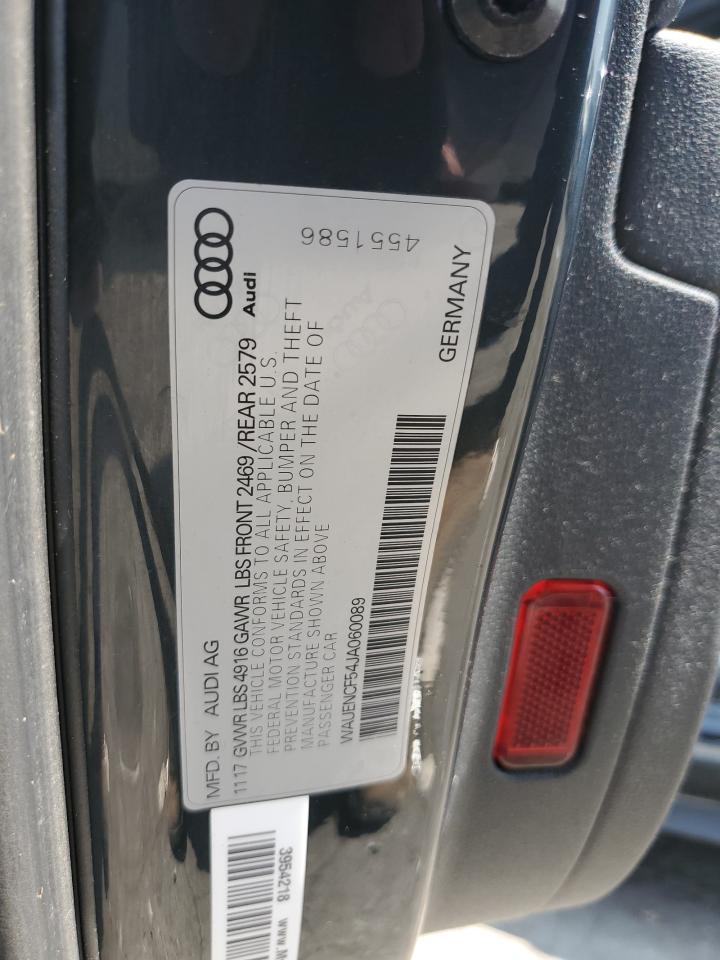 MFD. BY AUDI AG
Audi
11 17 /GVWR LBS 4916 GAWR LBS FRONT 2469 /REAR 2579
THIS VEHICLE CONFORMS TO ALL APPLICABLE U.S.
FEDERAL MOTOR VEHICLE SAFETY, BUMPER AND THEFT
PREVENTION STANDARDS IN EFFECT ON THE DATE OF
MANUFACTURE SHOWN ABOVE
PASSENGER CAR
WAUENCF54JA060089
4551586
GERMANY
3954218